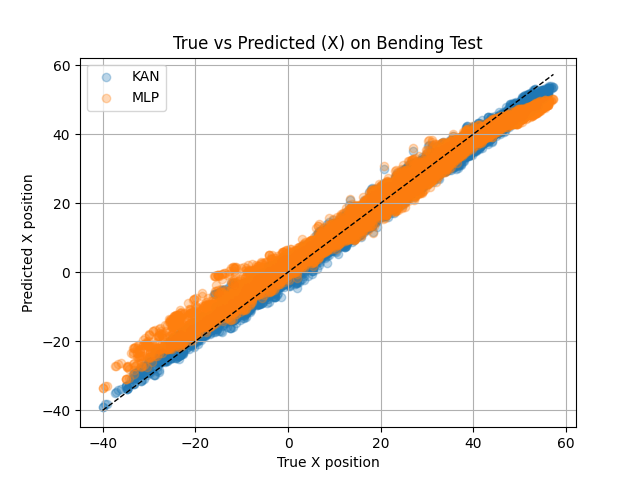 True vs Predicted (X) on Bending Test
KAN
MLP
Predicted X position
60
40
20
0
−20
−40
−40 −20 0 20 40 60
True X position